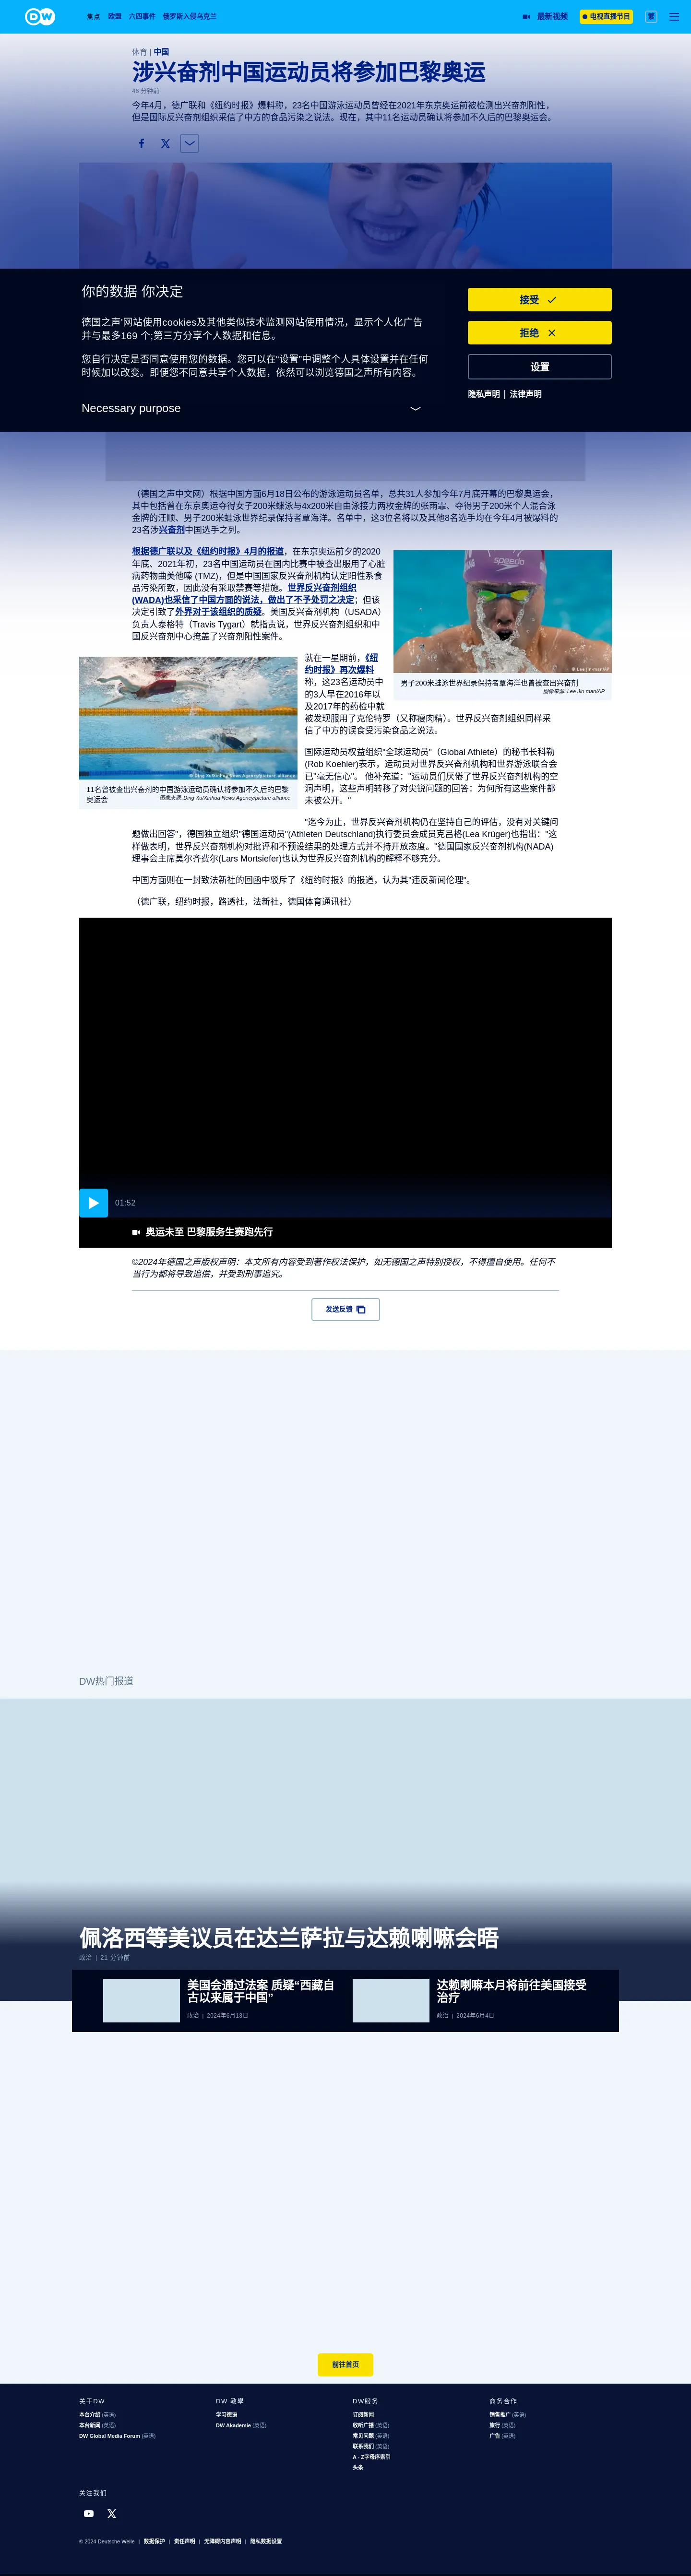 DW
焦点 欧盟 六四事件 俄罗斯入侵乌克兰 最新视频 电视直播节目 繁
体育 | 中国
涉兴奋剂中国运动员将参加巴黎奥运
46 分钟前
今年4月，德广联和《纽约时报》爆料称，23名中国游泳运动员曾经在2021年东京奥运前被检测出兴奋剂阳性，
但是国际反兴奋剂组织采信了中方的食品污染之说法。现在，其中11名运动员确认将参加不久后的巴黎奥运会。
你的数据 你决定
德国之声'网站使用cookies及其他类似技术监测网站使用情况，显示个人化广告
并与最多169 个;第三方分享个人数据和信息。
您自行决定是否同意使用您的数据。您可以在"设置"中调整个人具体设置并在任何
时候加以改变。即便您不同意共享个人数据，依然可以浏览德国之声所有内容。
Necessary purpose
接受
拒绝
设置
隐私声明 | 法律声明
（德国之声中文网）根据中国方面6月18日公布的游泳运动员名单，总共31人参加今年7月底开幕的巴黎奥运会，
其中包括曾在东京奥运夺得女子200米蝶泳与4x200米自由泳接力两枚金牌的张雨霏、夺得男子200米个人混合泳
金牌的汪顺、男子200米蛙泳世界纪录保持者覃海洋。名单中，这3位名将以及其他8名选手均在今年4月被爆料的
23名涉兴奋剂中国选手之列。
根据德广联以及《纽约时报》4月的报道，在东京奥运前夕的2020
年底、2021年初，23名中国运动员在国内比赛中被查出服用了心脏
病药物曲美他嗪 (TMZ)，但是中国国家反兴奋剂机构认定阳性系食
品污染所致，因此没有采取禁赛等措施。世界反兴奋剂组织
(WADA)也采信了中国方面的说法，做出了不予处罚之决定；但该
决定引致了外界对于该组织的质疑。美国反兴奋剂机构（USADA）
负责人泰格特（Travis Tygart）就指责说，世界反兴奋剂组织和中
国反兴奋剂中心掩盖了兴奋剂阳性案件。
speedo
© Lee Jin-man/AP
男子200米蛙泳世界纪录保持者覃海洋也曾被查出兴奋剂
图像来源: Lee Jin-man/AP
就在一星期前，《纽
约时报》再次爆料
称，这23名运动员中
的3人早在2016年以
及2017年的药检中就
被发现服用了克伦特罗（又称瘦肉精）。世界反兴奋剂组织同样采
信了中方的误食受污染食品之说法。
© Ding Xu/Xinhua News Agency/picture alliance
11名曾被查出兴奋剂的中国游泳运动员确认将参加不久后的巴黎
奥运会
图像来源: Ding Xu/Xinhua News Agency/picture alliance
国际运动员权益组织"全球运动员"（Global Athlete）的秘书长科勒
(Rob Koehler)表示，运动员对世界反兴奋剂机构和世界游泳联合会
已"毫无信心"。 他补充道："运动员们厌倦了世界反兴奋剂机构的空
洞声明，这些声明转移了对尖锐问题的回答：为何所有这些案件都
未被公开。"
"迄今为止，世界反兴奋剂机构仍在坚持自己的评估，没有对关键问
题做出回答"，德国独立组织"德国运动员"(Athleten Deutschland)执行委员会成员克吕格(Lea Krüger)也指出："这
样做表明，世界反兴奋剂机构对批评和不预设结果的处理方式并不持开放态度。"德国国家反兴奋剂机构(NADA)
理事会主席莫尔齐费尔(Lars Mortsiefer)也认为世界反兴奋剂机构的解释不够充分。
中国方面则在一封致法新社的回函中驳斥了《纽约时报》的报道，认为其"违反新闻伦理"。
（德广联，纽约时报，路透社，法新社，德国体育通讯社）
01:52
奥运未至 巴黎服务生赛跑先行
©2024年德国之声版权声明：本文所有内容受到著作权法保护，如无德国之声特别授权，不得擅自使用。任何不
当行为都将导致追偿，并受到刑事追究。
发送反馈
DW热门报道
佩洛西等美议员在达兰萨拉与达赖喇嘛会晤
政治 | 21 分钟前
美国会通过法案 质疑“西藏自
古以来属于中国”
政治 | 2024年6月13日
达赖喇嘛本月将前往美国接受
治疗
政治 | 2024年6月4日
前往首页
关于DW
本台介绍 (英语)
本台新闻 (英语)
DW Global Media Forum (英语)
DW 教學
学习德语
DW Akademie (英语)
DW服务
订阅新闻
收听广播 (英语)
常见问题 (英语)
联系我们 (英语)
A - Z字母序索引
头条
商务合作
销售推广 (英语)
旅行 (英语)
广告 (英语)
关注我们
© 2024 Deutsche Welle | 数据保护 | 责任声明 | 无障碍内容声明 | 隐私数据设置